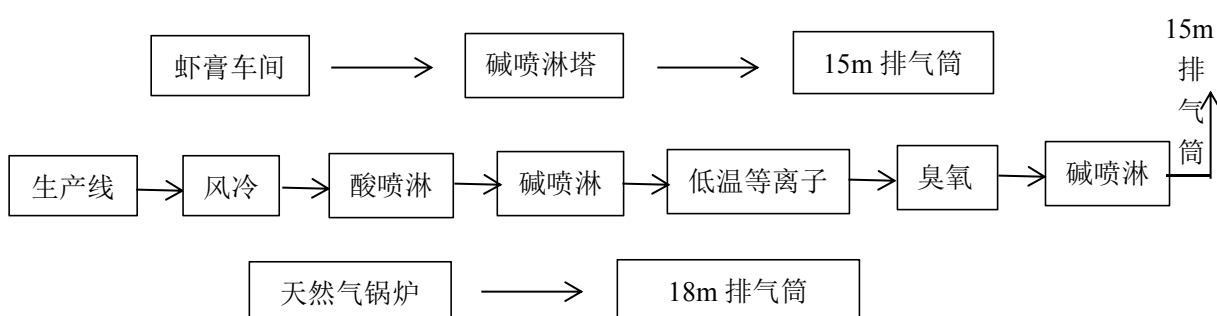 虾膏车间 碱喷淋塔 15m 排气筒
15m
排
气
筒
生产线 风冷 酸喷淋 碱喷淋 低温等离子 臭氧 碱喷淋
天然气锅炉 18m 排气筒